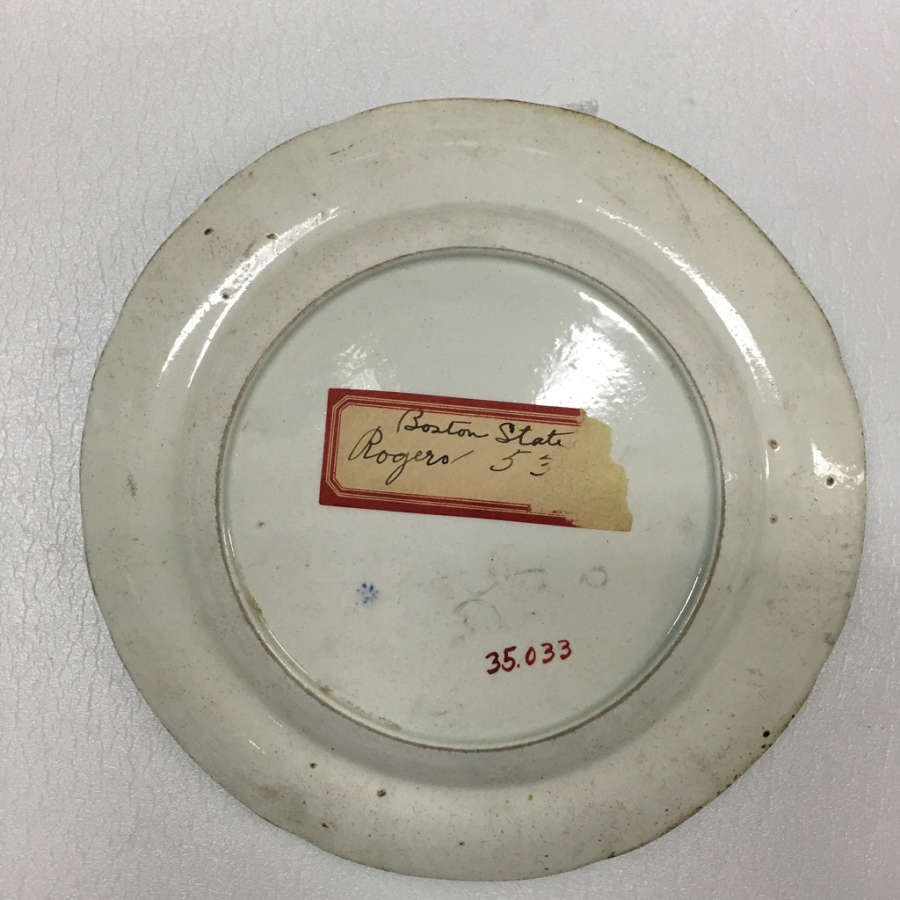 Boston State
Rogers 53
35.033